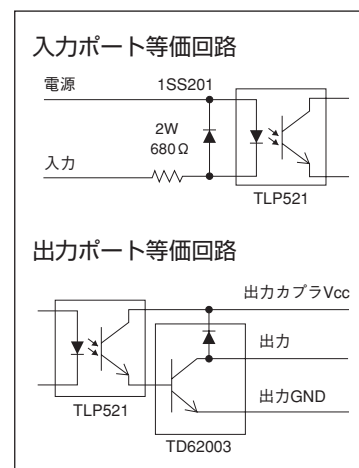 入力ポート等価回路
電源
1SS201
2W
680Ω
入力
TLP521
出力ポート等価回路
出力カプラVcc
出力
出力GND
TLP521
TD62003